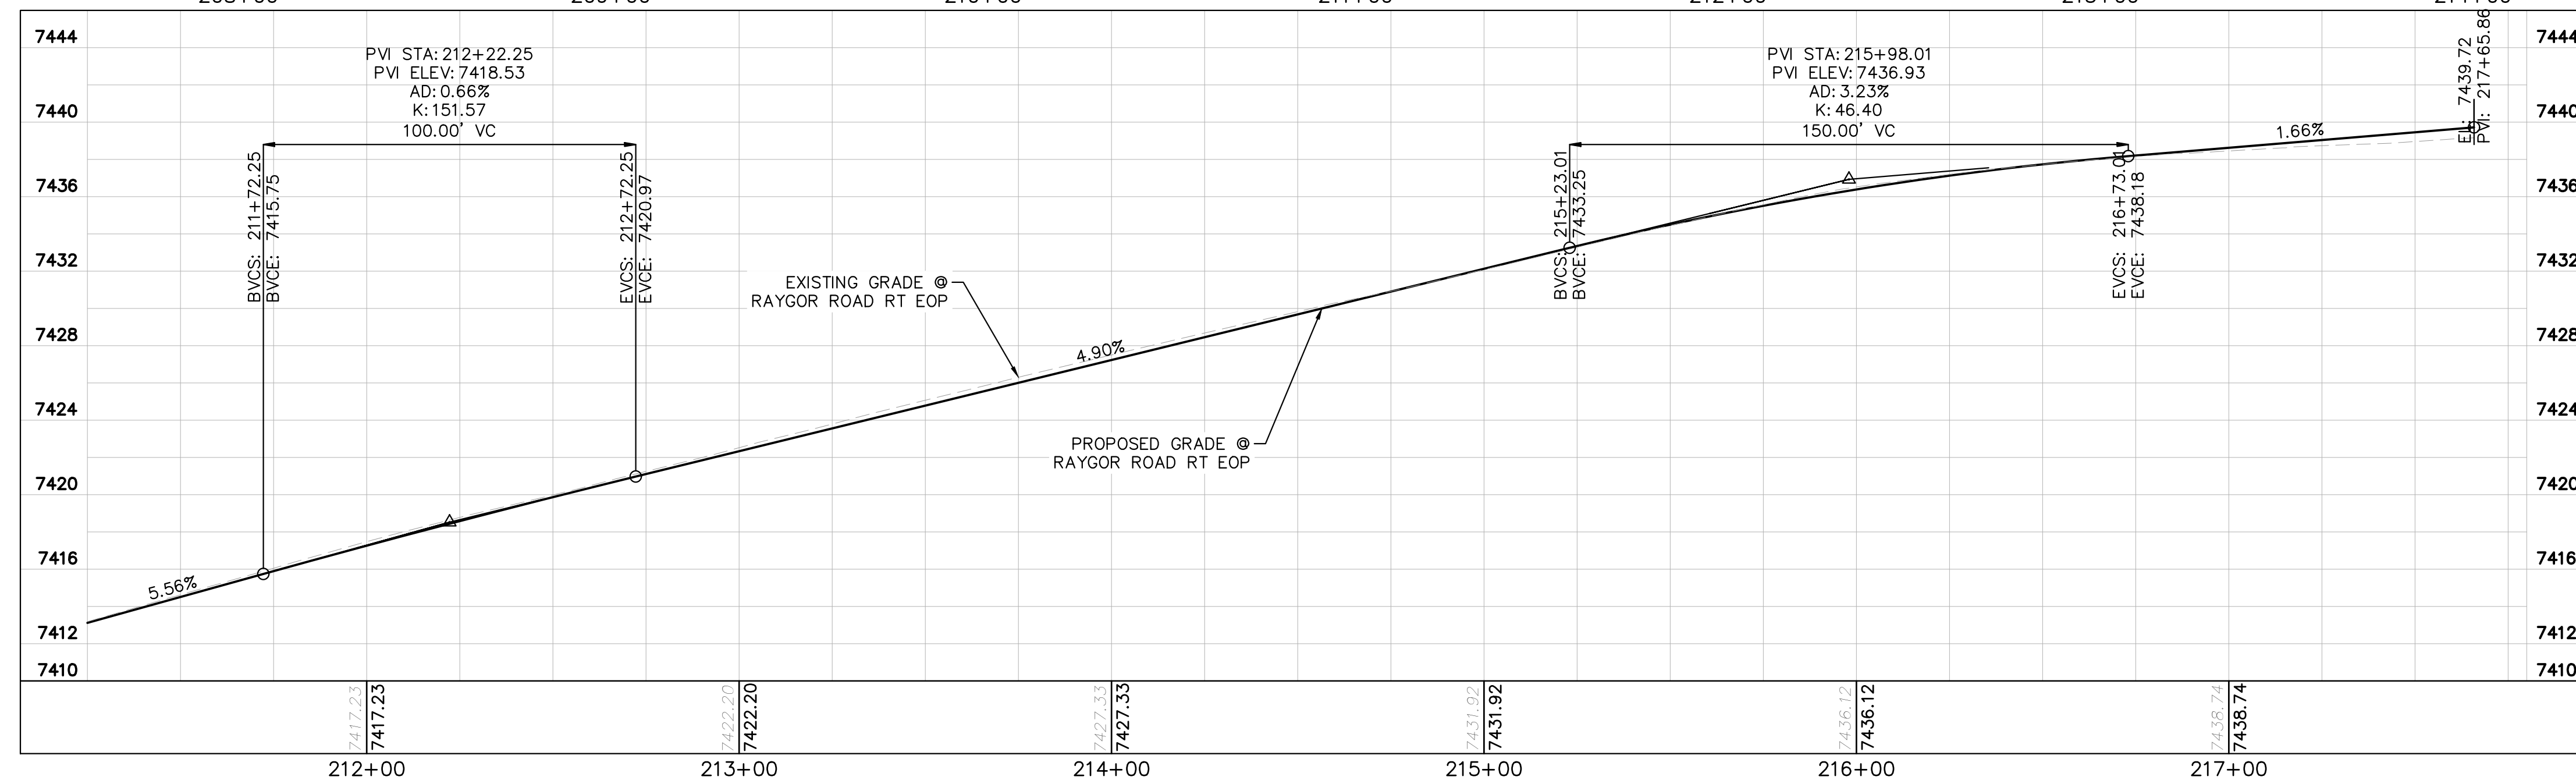 7444
7440
7436
7432
7428
7424
7420
7416
7412
7410
PVI STA: 212+22.25
PVI ELEV: 7418.53
AD: 0.66%
K: 151.57
100.00' VC
BVCS: 211+72.25
BVCE: 7415.75
EVCS: 212+72.25
EVCE: 7420.97
5.56%
EXISTING GRADE @
RAYGOR ROAD RT EOP
4.90%
PROPOSED GRADE @
RAYGOR ROAD RT EOP
PVI STA: 215+98.01
PVI ELEV: 7436.93
AD: 3.23%
K: 46.40
150.00' VC
BVCS: 215+23.01
BVCE: 7433.25
EVCS: 216+73.01
EVCE: 7438.18
1.66%
EL: 7439.72
PVI: 217+65.86
7444
7440
7436
7432
7428
7424
7420
7416
7412
7410
7417.23
7417.23
7422.20
7422.20
7427.33
7427.33
7431.92
7431.92
7436.12
7436.12
7438.74
7438.74
212+00
213+00
214+00
215+00
216+00
217+00